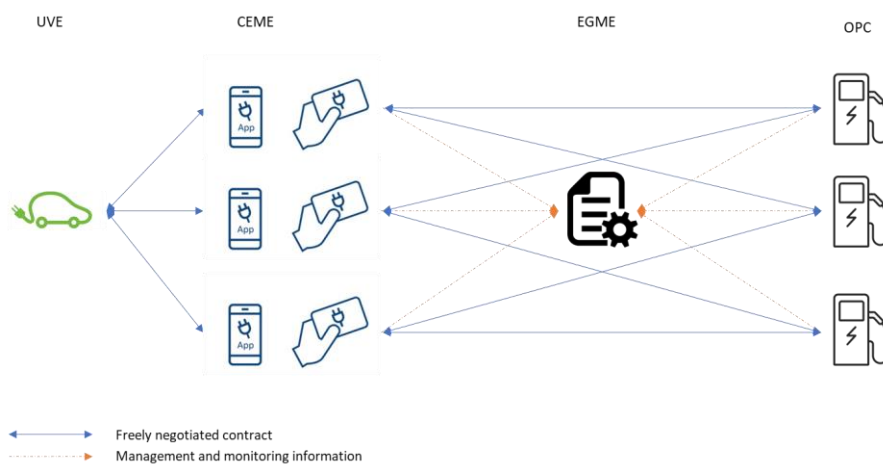 UVE
CEME
EGME
OPC
App
App
App
Freely negotiated contract
Management and monitoring information